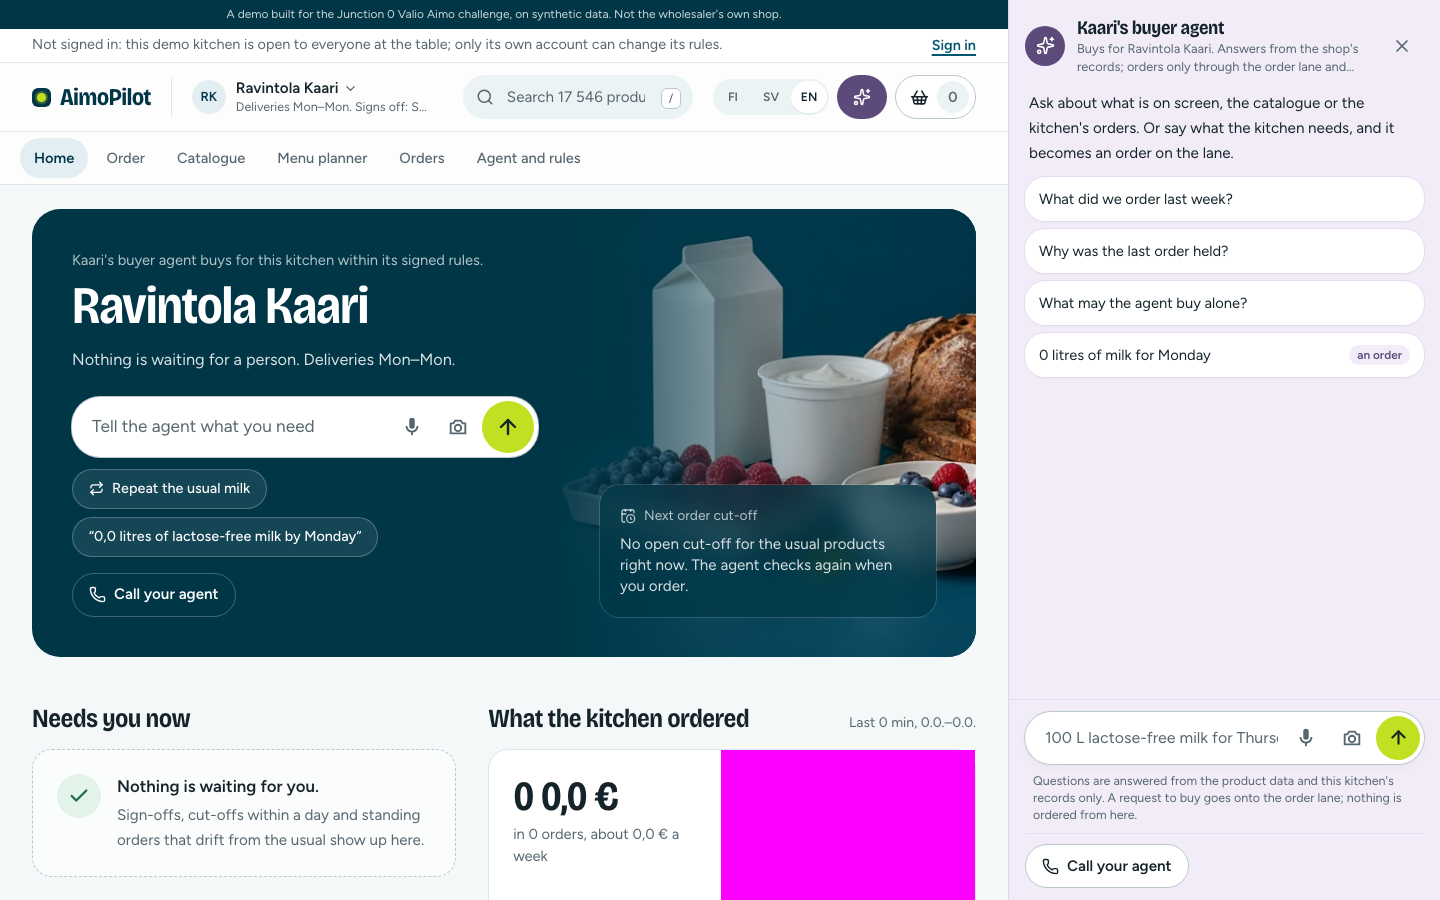 A demo built for the Junction 0 Valio Aimo challenge, on synthetic data. Not the wholesaler's own shop.
Not signed in: this demo kitchen is open to everyone at the table; only its own account can change its rules.
Sign in
AimoPilot
RK
Ravintola Kaari
Deliveries Mon–Mon. Signs off: S...
Search 17 546 produ
/
FI
SV
EN
0
Home
Order
Catalogue
Menu planner
Orders
Agent and rules
Kaari's buyer agent buys for this kitchen within its signed rules.
Ravintola Kaari
Nothing is waiting for a person. Deliveries Mon–Mon.
Tell the agent what you need
Repeat the usual milk
“0,0 litres of lactose-free milk by Monday”
Call your agent
Next order cut-off
No open cut-off for the usual products
right now. The agent checks again when
you order.
Needs you now
Nothing is waiting for you.
Sign-offs, cut-offs within a day and standing
orders that drift from the usual show up here.
What the kitchen ordered
Last 0 min, 0.0.–0.0.
0 0,0 €
in 0 orders, about 0,0 € a
week
Kaari's buyer agent
Buys for Ravintola Kaari. Answers from the shop's
records; orders only through the order lane and...
Ask about what is on screen, the catalogue or the
kitchen's orders. Or say what the kitchen needs, and it
becomes an order on the lane.
What did we order last week?
Why was the last order held?
What may the agent buy alone?
0 litres of milk for Monday
an order
100 L lactose-free milk for Thurs
Questions are answered from the product data and this kitchen's
records only. A request to buy goes onto the order lane; nothing is
ordered from here.
Call your agent